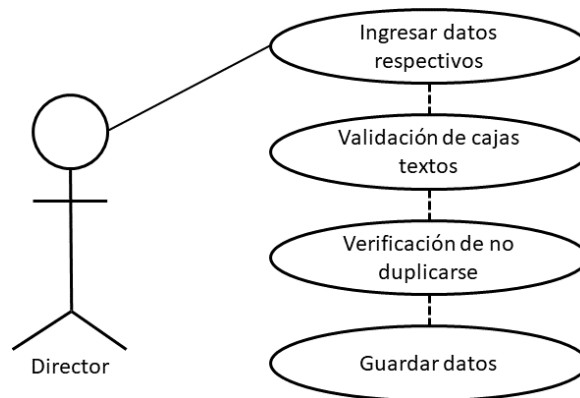 Ingresar datos
respectivos
Validación de cajas
textos
Verificación de no
duplicarse
Director
Guardar datos